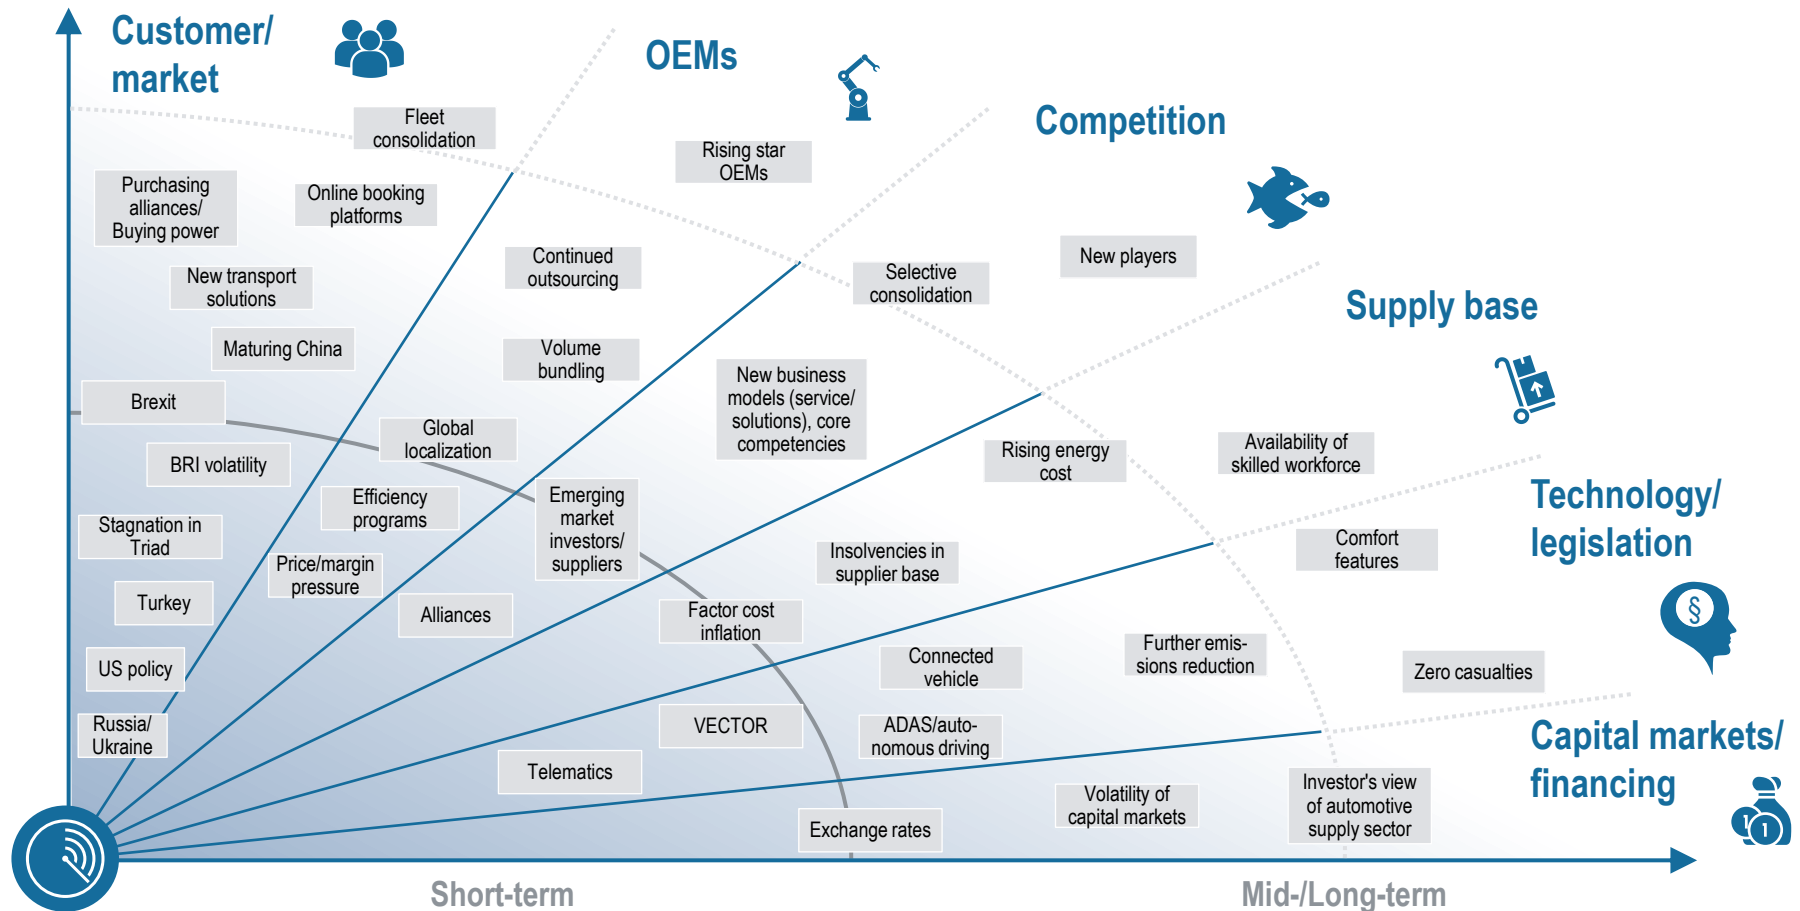 Customer/
market
OEMs
Competition
Supply base
Technology/
legislation
Capital markets/
financing
Fleet
consolidation
Purchasing
alliances/
Buying power
Online booking
platforms
New transport
solutions
Maturing China
Brexit
BRI volatility
Stagnation in
Triad
Turkey
US policy
Russia/
Ukraine
Rising star
OEMs
Continued
outsourcing
Volume
bundling
Global
localization
Efficiency
programs
Price/margin
pressure
New players
Selective
consolidation
New business
models (service/
solutions), core
competencies
Emerging
market
investors/
suppliers
Alliances
Availability of
skilled workforce
Rising energy
cost
Insolvencies in
supplier base
Factor cost
inflation
Comfort
features
Zero casualties
Further emis-
sions reduction
Connected
vehicle
ADAS/auto-
nomous driving
VECTOR
Telematics
Exchange rates
Volatility of
capital markets
Investor's view
of automotive
supply sector
§
1 1
Short-term
Mid-/Long-term